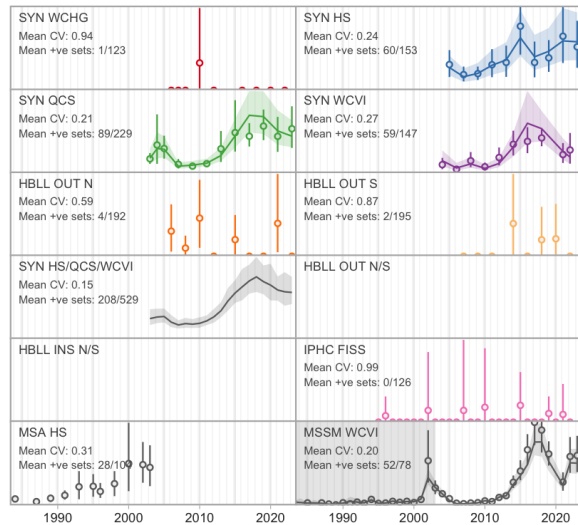 SYN WCHG
Mean CV: 0.94
Mean +ve sets: 1/123
SYN HS
Mean CV: 0.24
Mean +ve sets: 60/153
SYN QCS
Mean CV: 0.21
Mean +ve sets: 89/229
SYN WCVI
Mean CV: 0.27
Mean +ve sets: 59/147
HBLL OUT N
Mean CV: 0.59
Mean +ve sets: 4/192
HBLL OUT S
Mean CV: 0.87
Mean +ve sets: 2/195
SYN HS/QCS/WCVI
Mean CV: 0.15
Mean +ve sets: 208/529
HBLL OUT N/S
HBLL INS N/S
IPHC FISS
Mean CV: 0.99
Mean +ve sets: 0/126
MSA HS
Mean CV: 0.31
Mean +ve sets:
MSSM WCVI
Mean CV: 0.20
Mean +ve sets: 52/78
1990 2000 2010 2020 1990 2000 2010 2020